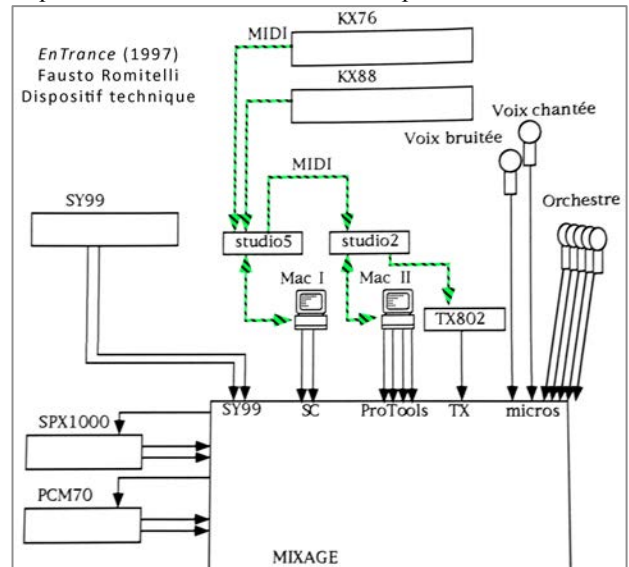 KX76
EnTrance (1997)
Fausto Romitelli
Dispositif technique
MIDI
KX88
Voix chantée
Voix bruitée
MIDI
SY99
Orchestre
studio5
studio2
Mac I
Mac II
TX802
SY99
SC
ProTools
TX
micros
SPX1000
PCM70
MIXAGE